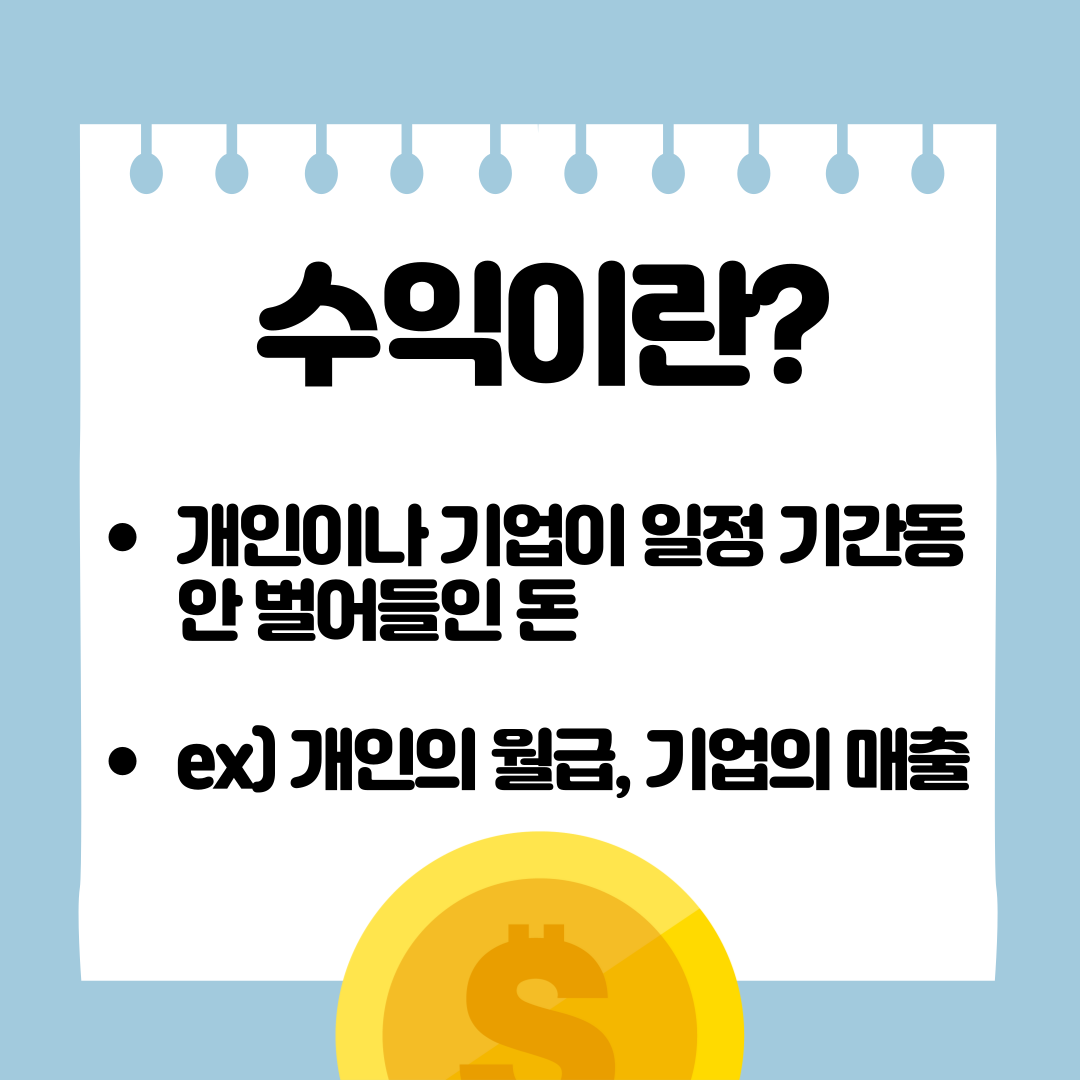 수익이란?
• 개인이나 기업이 일정 기간동
안 벌어들인 돈
• ex) 개인의 월급, 기업의 매출
$